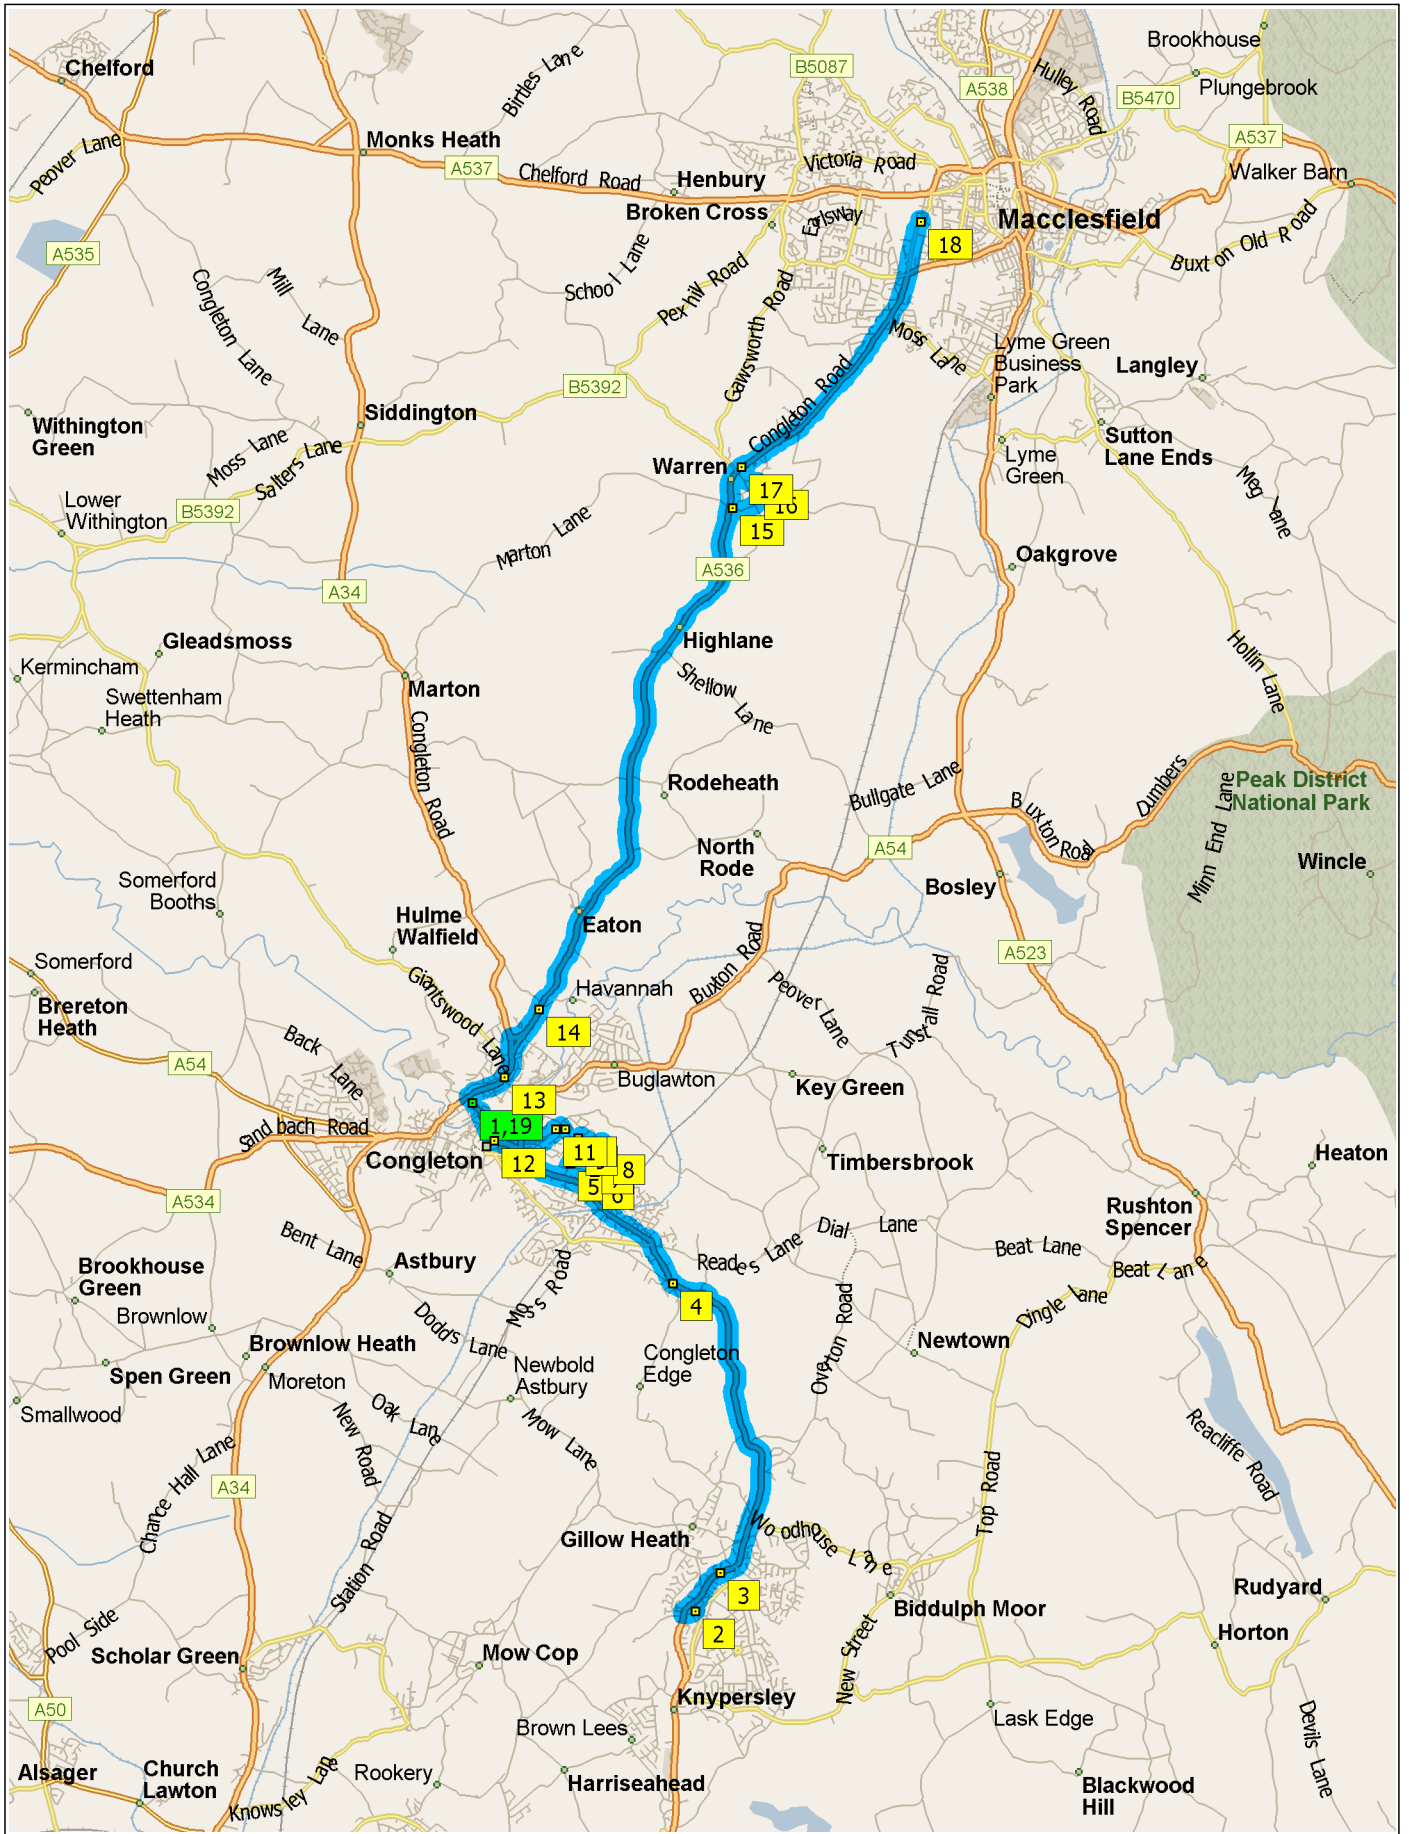 Brookhouse
Chelford
B5087
Plungebrook
Birtles Lane
A538
Hulley Road
B5470
Monks Heath
A537
Peover Lane
A537
Chelford Road
Victoria Road
Henbury
Walker Barn
Broken Cross
Earlsway
Macclesfield
18
A535
School Lane
Pexhill Road
Buxton Old Road
Congleton Lane
Mill Lane
Gawsworth Road
Moss Lane
Lyme Green
Business
Park
Langley
B5392
Congleton Road
Siddington
Withington
Green
Moss Lane
Salters Lane
Sutton
Lane Ends
Warren
Lyme
Green
Meg Lane
17
16
Lower
Withington
B5392
15
Marton Lane
Oakgrove
A536
A34
Gleadsmoss
Highlane
Hollin Lane
Kermincham
Shellow Lane
Swettenham
Heath
Marton
Congleton Road
Rodeheath
Bullgate Lane
Dumbers
Peak District
National Park
Buxton Road
Minn End Lane
North
Rode
A54
Wincle
Somerford
Booths
Bosley
Hulme
Walfield
Eaton
Buxton Road
A523
Somerford
Giantswood Lane
Havannah
Peover Lane
Tunstall Road
Brereton
Heath
14
Back Lane
A54
Buglawton
Key Green
13
Sandbach Road
1,19
11
Congleton
12
8
Timbersbrook
Heaton
5
6
A534
Rushton
Spencer
Bent Lane
Dial Lane
Astbury
Reades Lane
Beat Lane
Beat Lane
Brookhouse
Green
Moss Road
4
Overton Road
Dingle Lane
Brownlow
Dodds Lane
Newtown
Brownlow Heath
Congleton
Edge
Spen Green
Moreton
Newbold
Astbury
Smallwood
New Road
Oak Lane
Mow Lane
Reacliffe Road
Chance Hall Lane
A34
Top Road
Gillow Heath
Woodhouse Lane
Station Road
3
Biddulph Moor
Rudyard
Pool Side
2
New Street
Horton
Scholar Green
Mow Cop
Knypersley
A50
Brown Lees
Lask Edge
Devils Lane
Alsager
Church
Lawton
Rookery
Harriseahead
Blackwood
Hill
Knowsley Lane